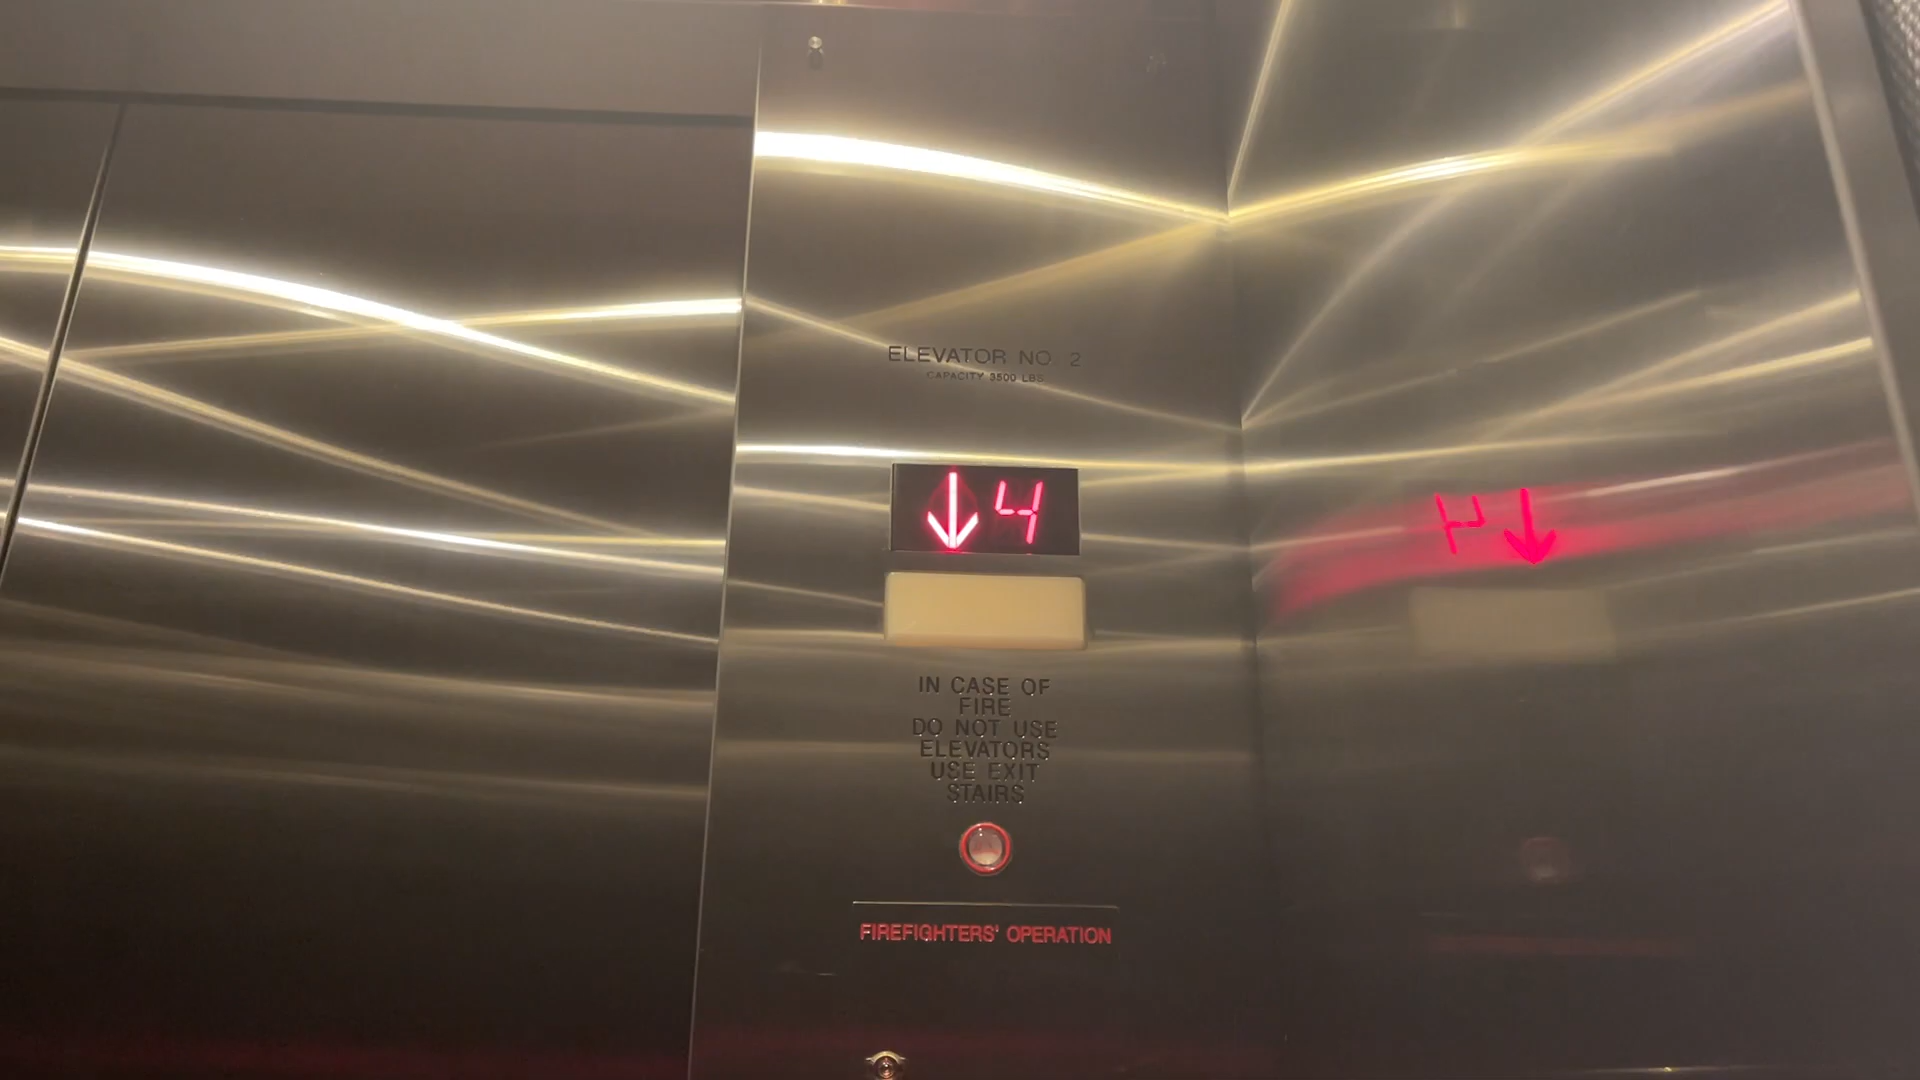 ELEVATOR NO. 2
CAPACITY 3500 LBS
↓ 4
IN CASE OF
FIRE
DO NOT USE
ELEVATORS
USE EXIT
STAIRS
FIREFIGHTERS' OPERATION